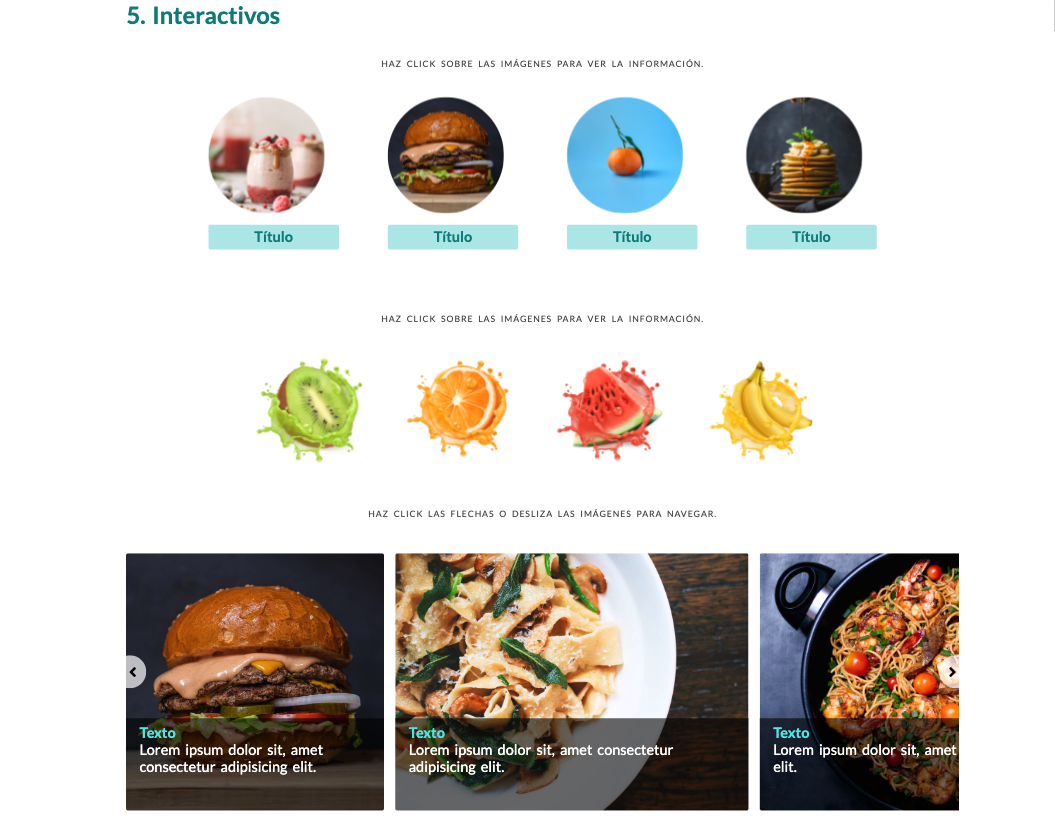 5. Interactivos
HAZ CLICK SOBRE LAS IMÁGENES PARA VER LA INFORMACIÓN.
Título
Título
Título
Título
HAZ CLICK SOBRE LAS IMÁGENES PARA VER LA INFORMACIÓN.
HAZ CLICK LAS FLECHAS O DESLIZA LAS IMÁGENES PARA NAVEGAR.
Texto
Lorem ipsum dolor sit, amet
consectetur adipisicing elit.
Texto
Lorem ipsum dolor sit, amet consectetur
adipisicing elit.
Texto
Lorem ipsum dolor sit, amet
elit.